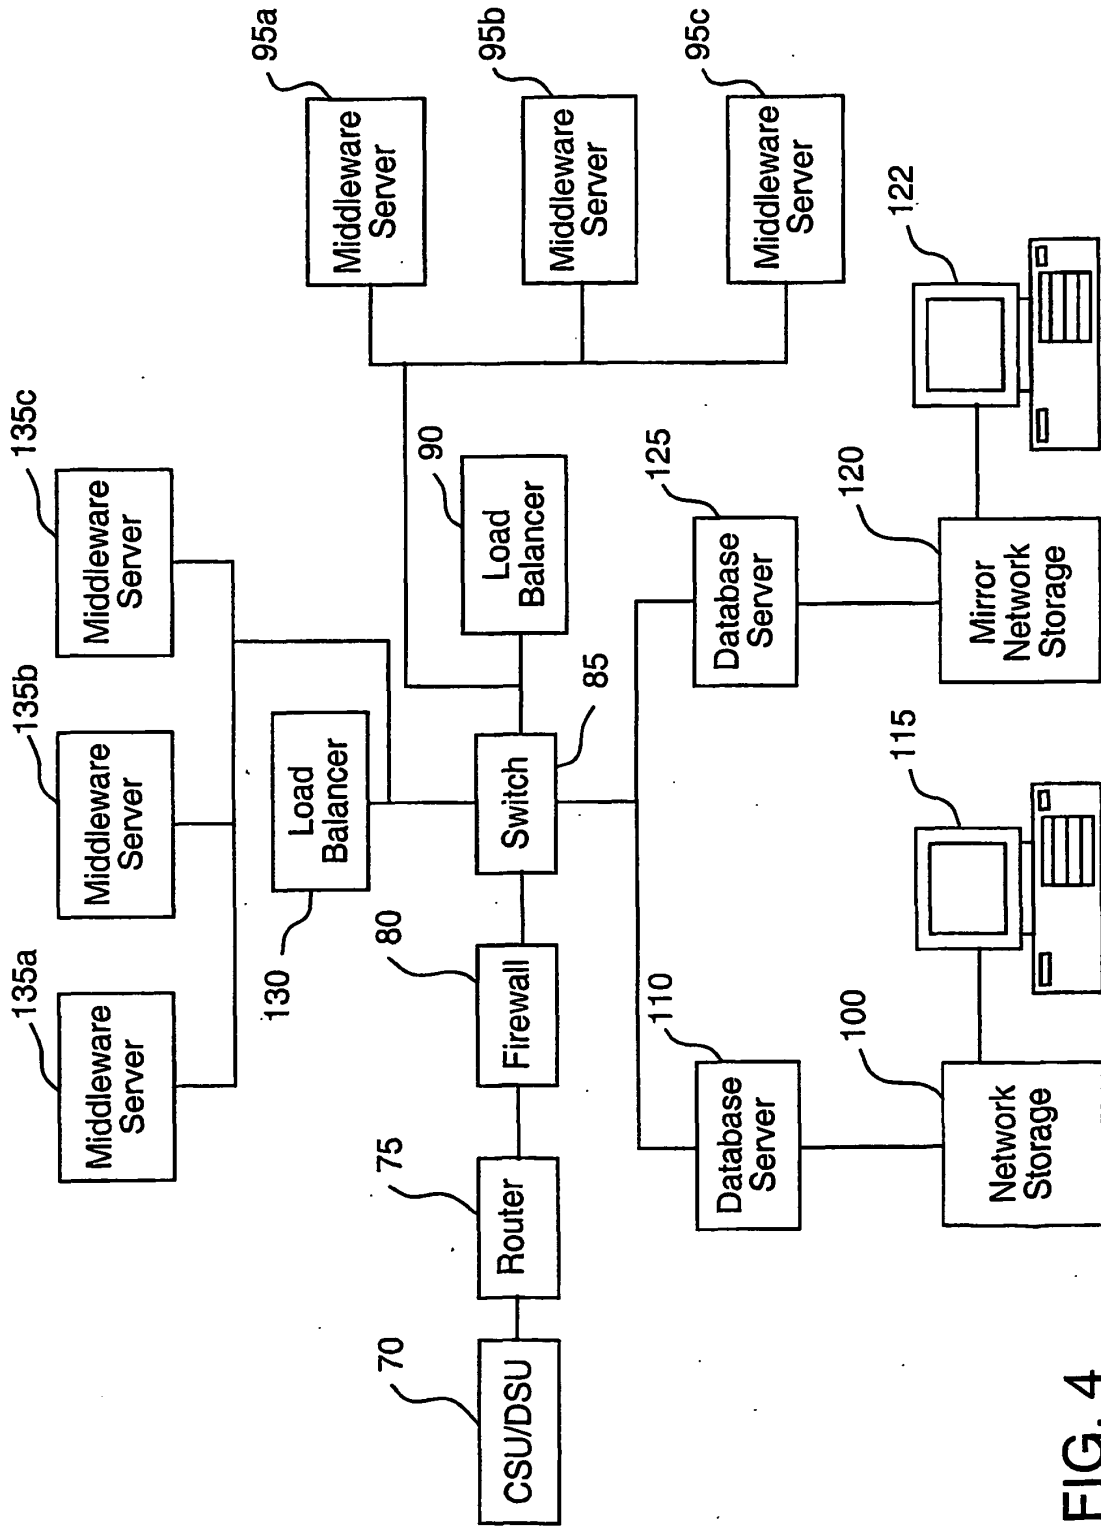 135a
Middleware
Server
135b
Middleware
Server
135c
Middleware
Server
130
Load
Balancer
95a
Middleware
Server
95b
Middleware
Server
95c
Middleware
Server
90
Load
Balancer
70
CSU/DSU
75
Router
80
Firewall
85
Switch
110
Database
Server
125
Database
Server
100
Network
Storage
115
120
Mirror
Network
Storage
122
FIG. 4